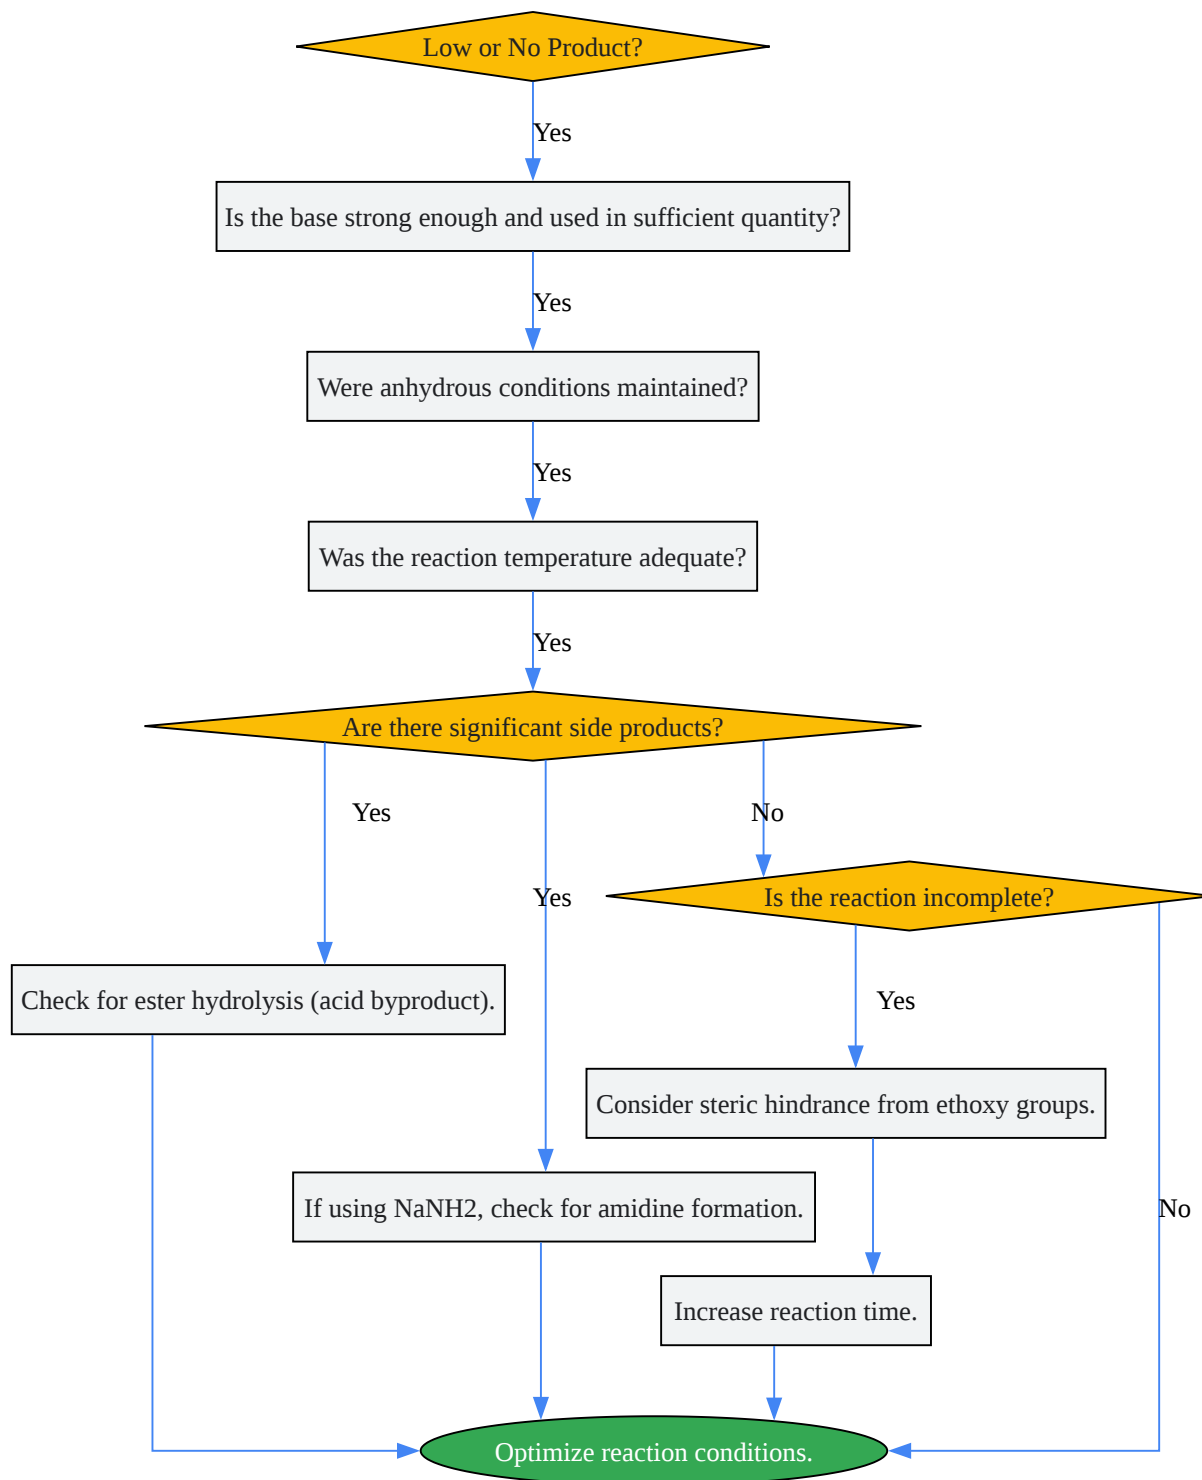 Low or No Product?
Yes
Is the base strong enough and used in sufficient quantity?
Yes
Were anhydrous conditions maintained?
Yes
Was the reaction temperature adequate?
Yes
Are there significant side products?
Yes
No
Yes
Is the reaction incomplete?
Check for ester hydrolysis (acid byproduct).
Yes
Consider steric hindrance from ethoxy groups.
If using NaNH2, check for amidine formation.
No
Increase reaction time.
Optimize reaction conditions.